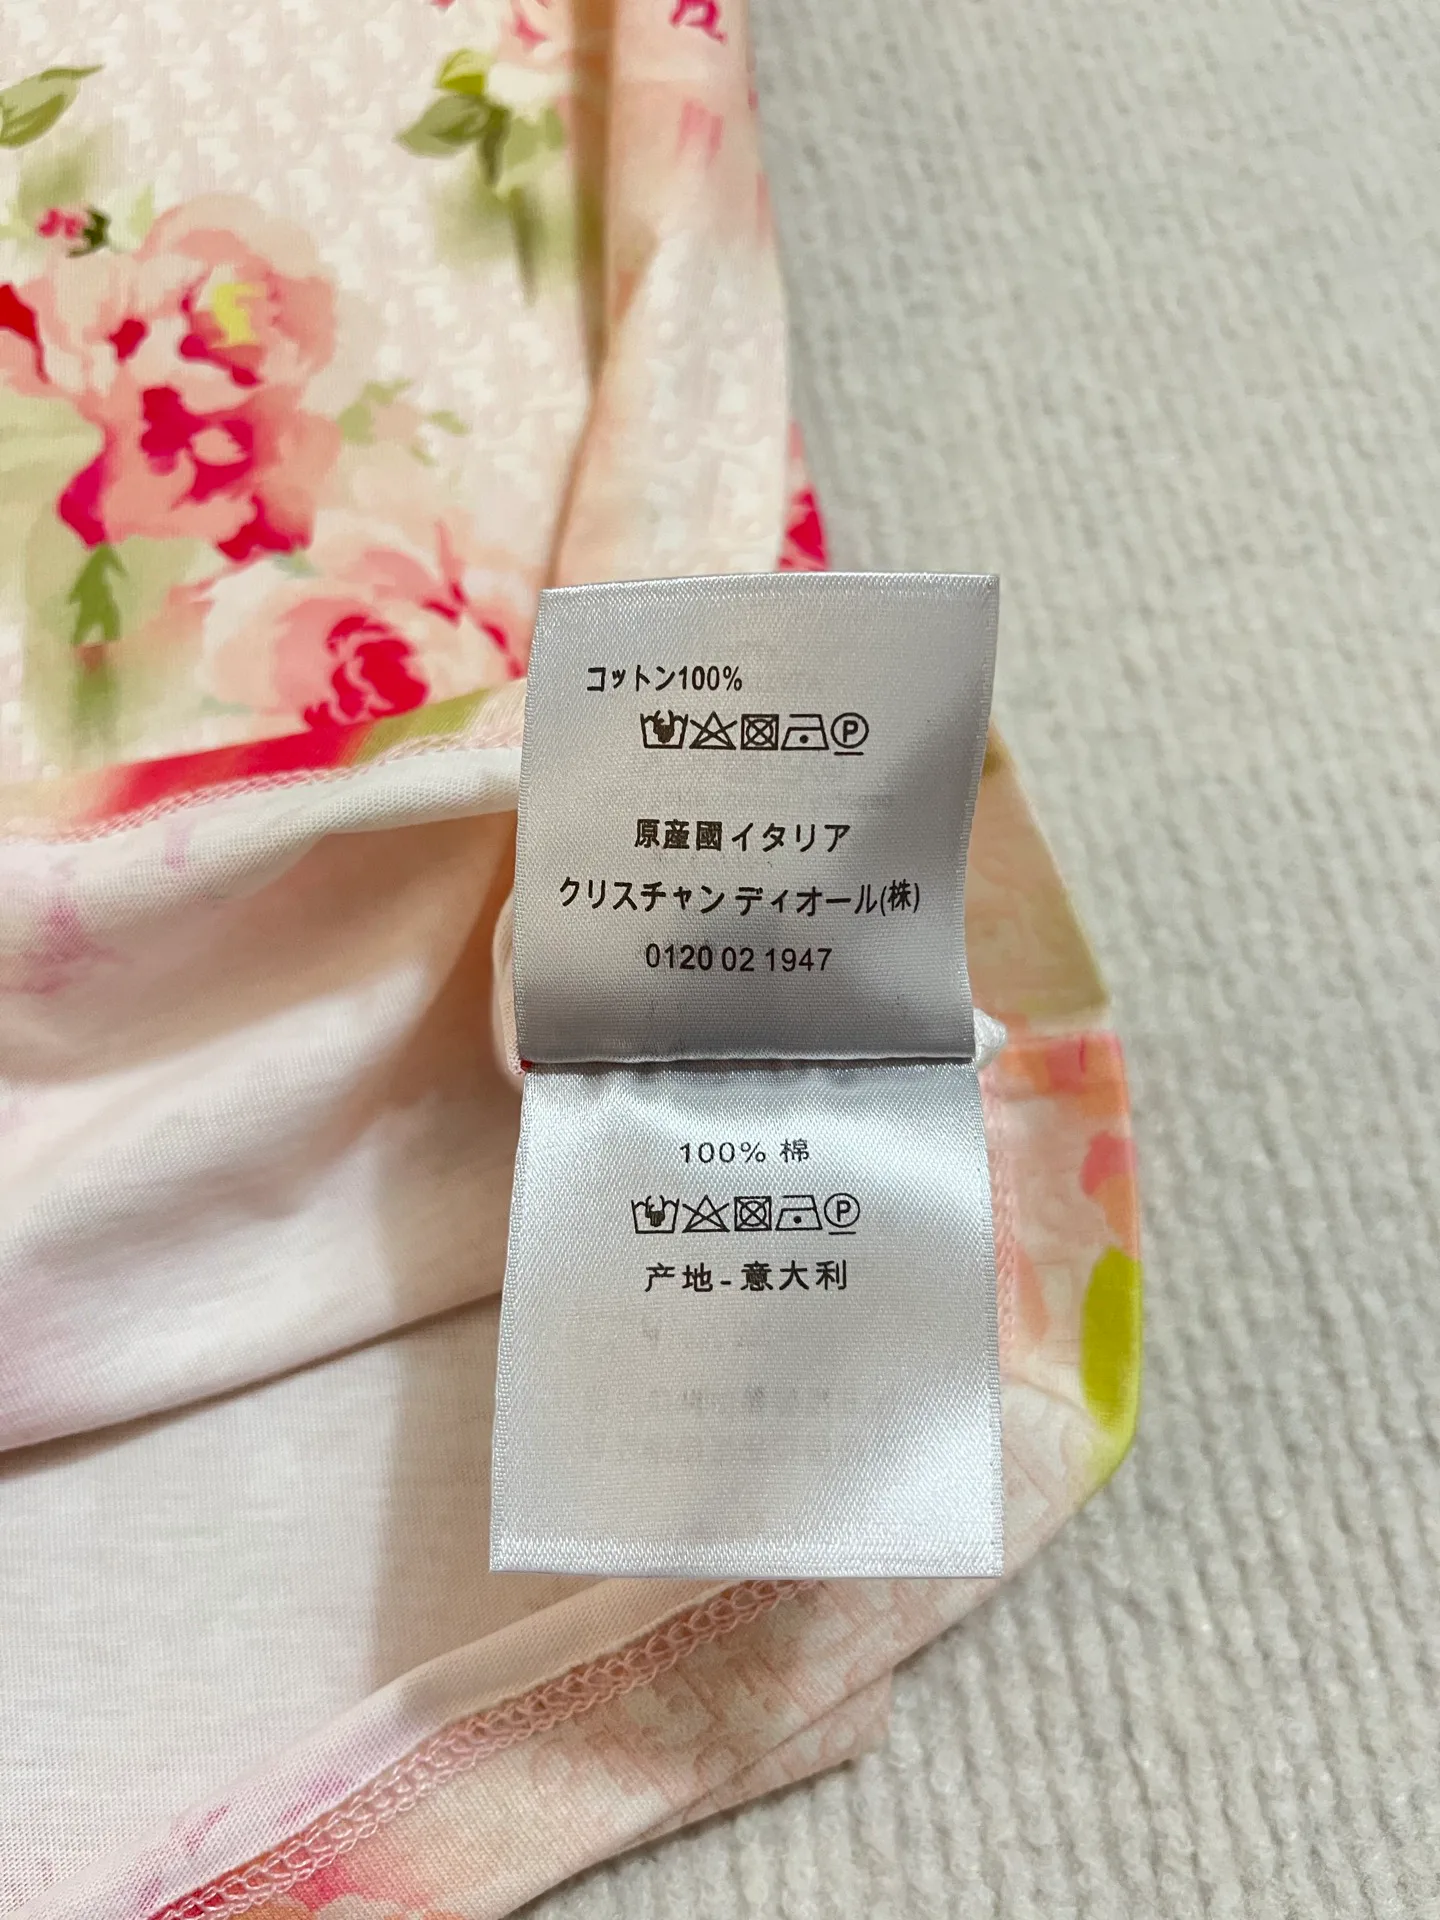 コットン100%
P
原産國イタリア
クリスチャン ディオール(株)
0120 02 1947
100% 棉
P
产地-意大利